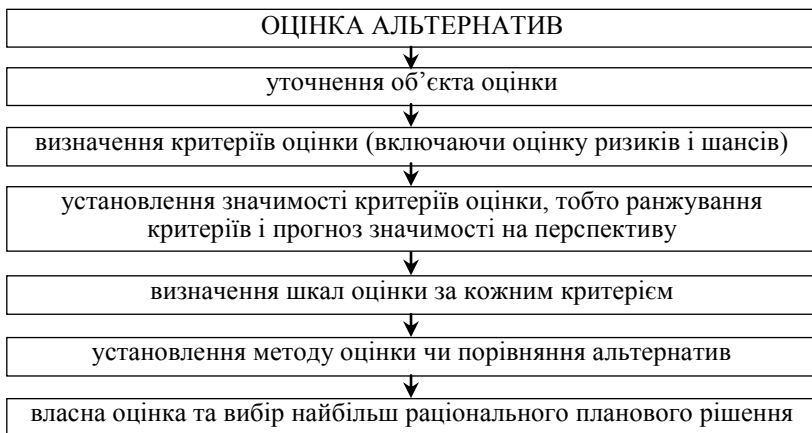 ОЦІНКА АЛЬТЕРНАТИВ
уточнення об’єкта оцінки
визначення критеріїв оцінки (включаючи оцінку ризиків і шансів)
установлення значимості критеріїв оцінки, тобто ранжування
критеріїв і прогноз значимості на перспективу
визначення шкал оцінки за кожним критерієм
установлення методу оцінки чи порівняння альтернатив
власна оцінка та вибір найбільш раціонального планового рішення